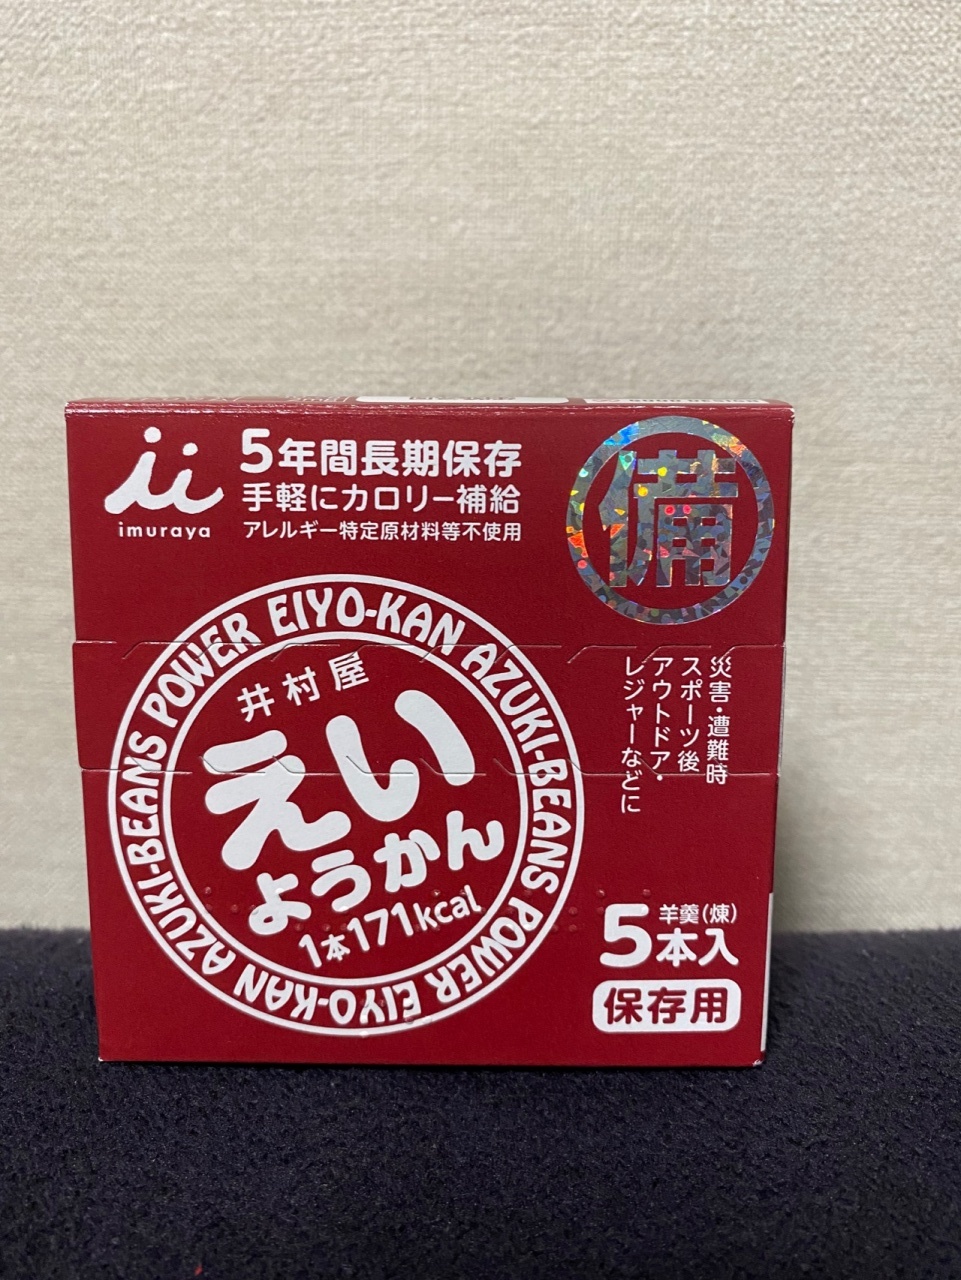 imuraya
5年間長期保存
手軽にカロリー補給
アレルギー特定原材料等不使用
備
AZUKI-BEANS POWER EIYO-KAN AZUKI-BEANS POWER EIYO-KAN
井村屋
えい
ようかん
1本171kcal
災害・遭難時
スポーツ後
アウトドア・
レジャーなどに
羊羹(煉)
5本入
保存用